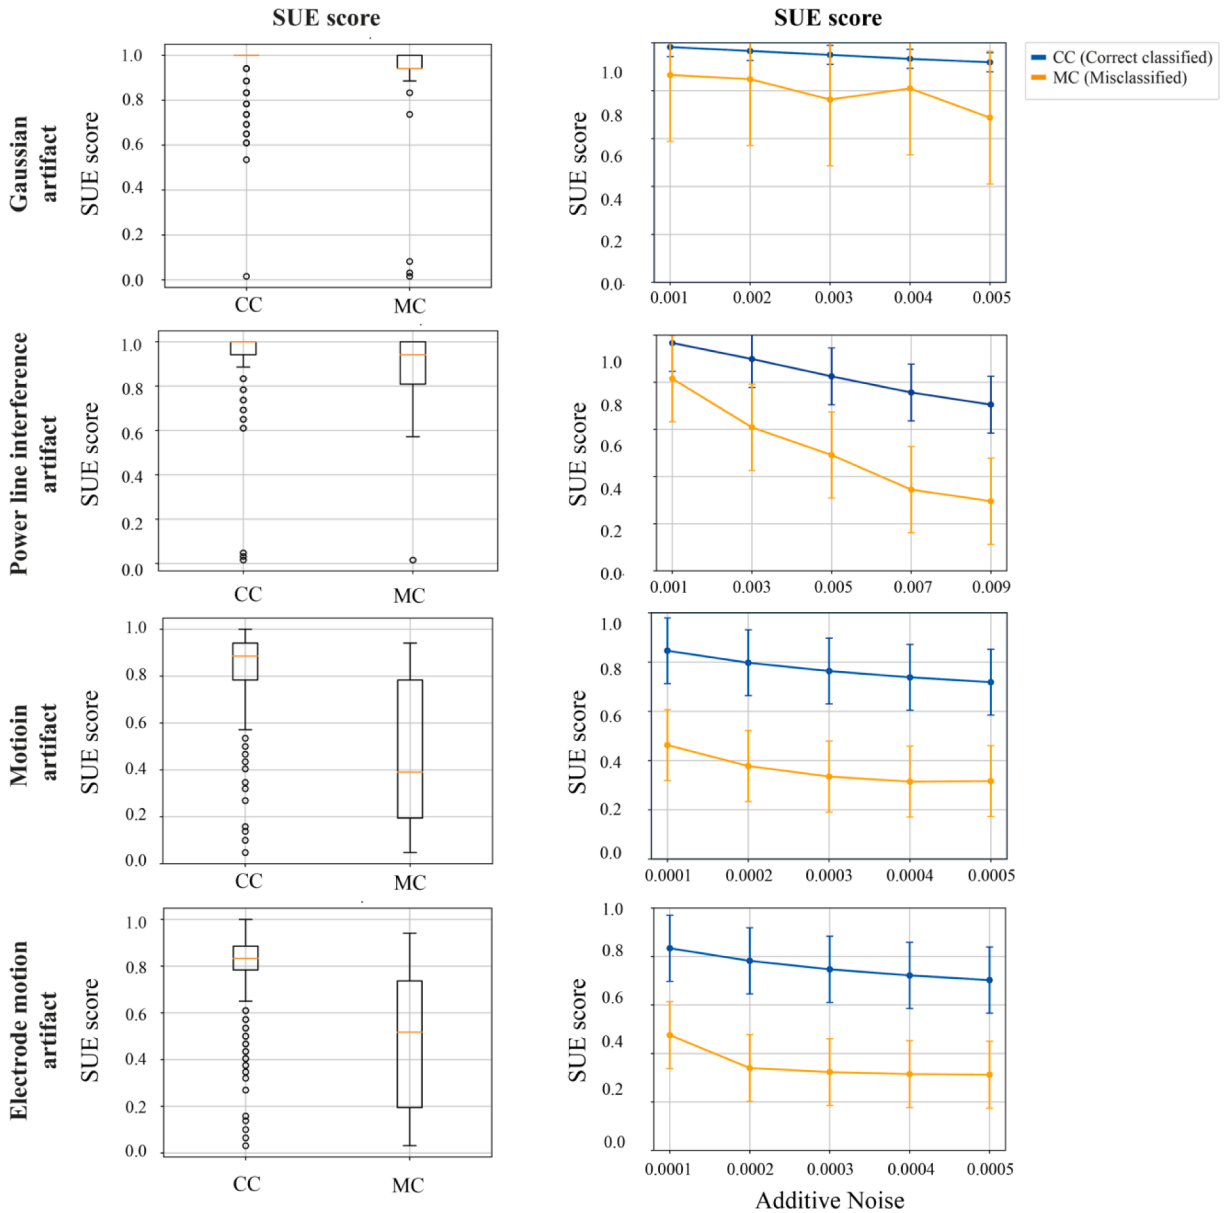 SUE score
SUE score
Gaussian
artifact
SUE score
1.0
0.8
0.6
0.4
0.2
0.0
CC
MC
SUE score
1.0
0.8
0.6
0.4
0.2
0.0
0.001
0.002
0.003
0.004
0.005
CC (Correct classified)
MC (Misclassified)
Power line interference
artifact
SUE score
1.0
0.8
0.6
0.4
0.2
0.0
CC
MC
SUE score
1.0
0.8
0.6
0.4
0.2
0.0
0.001
0.003
0.005
0.007
0.009
Motioin
artifact
SUE score
1.0
0.8
0.6
0.4
0.2
0.0
CC
MC
SUE score
1.0
0.8
0.6
0.4
0.2
0.0
0.0001
0.0002
0.0003
0.0004
0.0005
Electrode motion
artifact
SUE score
1.0
0.8
0.6
0.4
0.2
0.0
CC
MC
SUE score
1.0
0.8
0.6
0.4
0.2
0.0
0.0001
0.0002
0.0003
0.0004
0.0005
Additive Noise